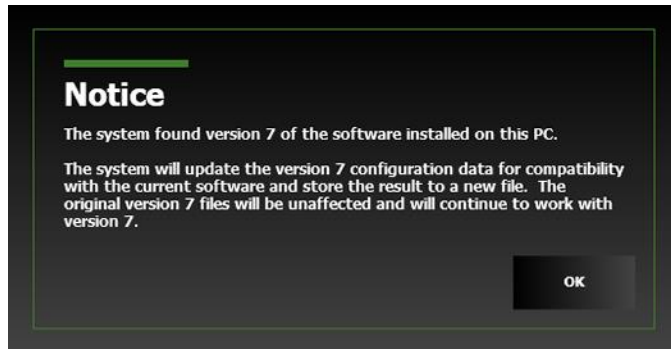 Notice
The system found version 7 of the software installed on this PC.
The system will update the version 7 configuration data for compatibility
with the current software and store the result to a new file.  The
original version 7 files will be unaffected and will continue to work with
version 7.
OK